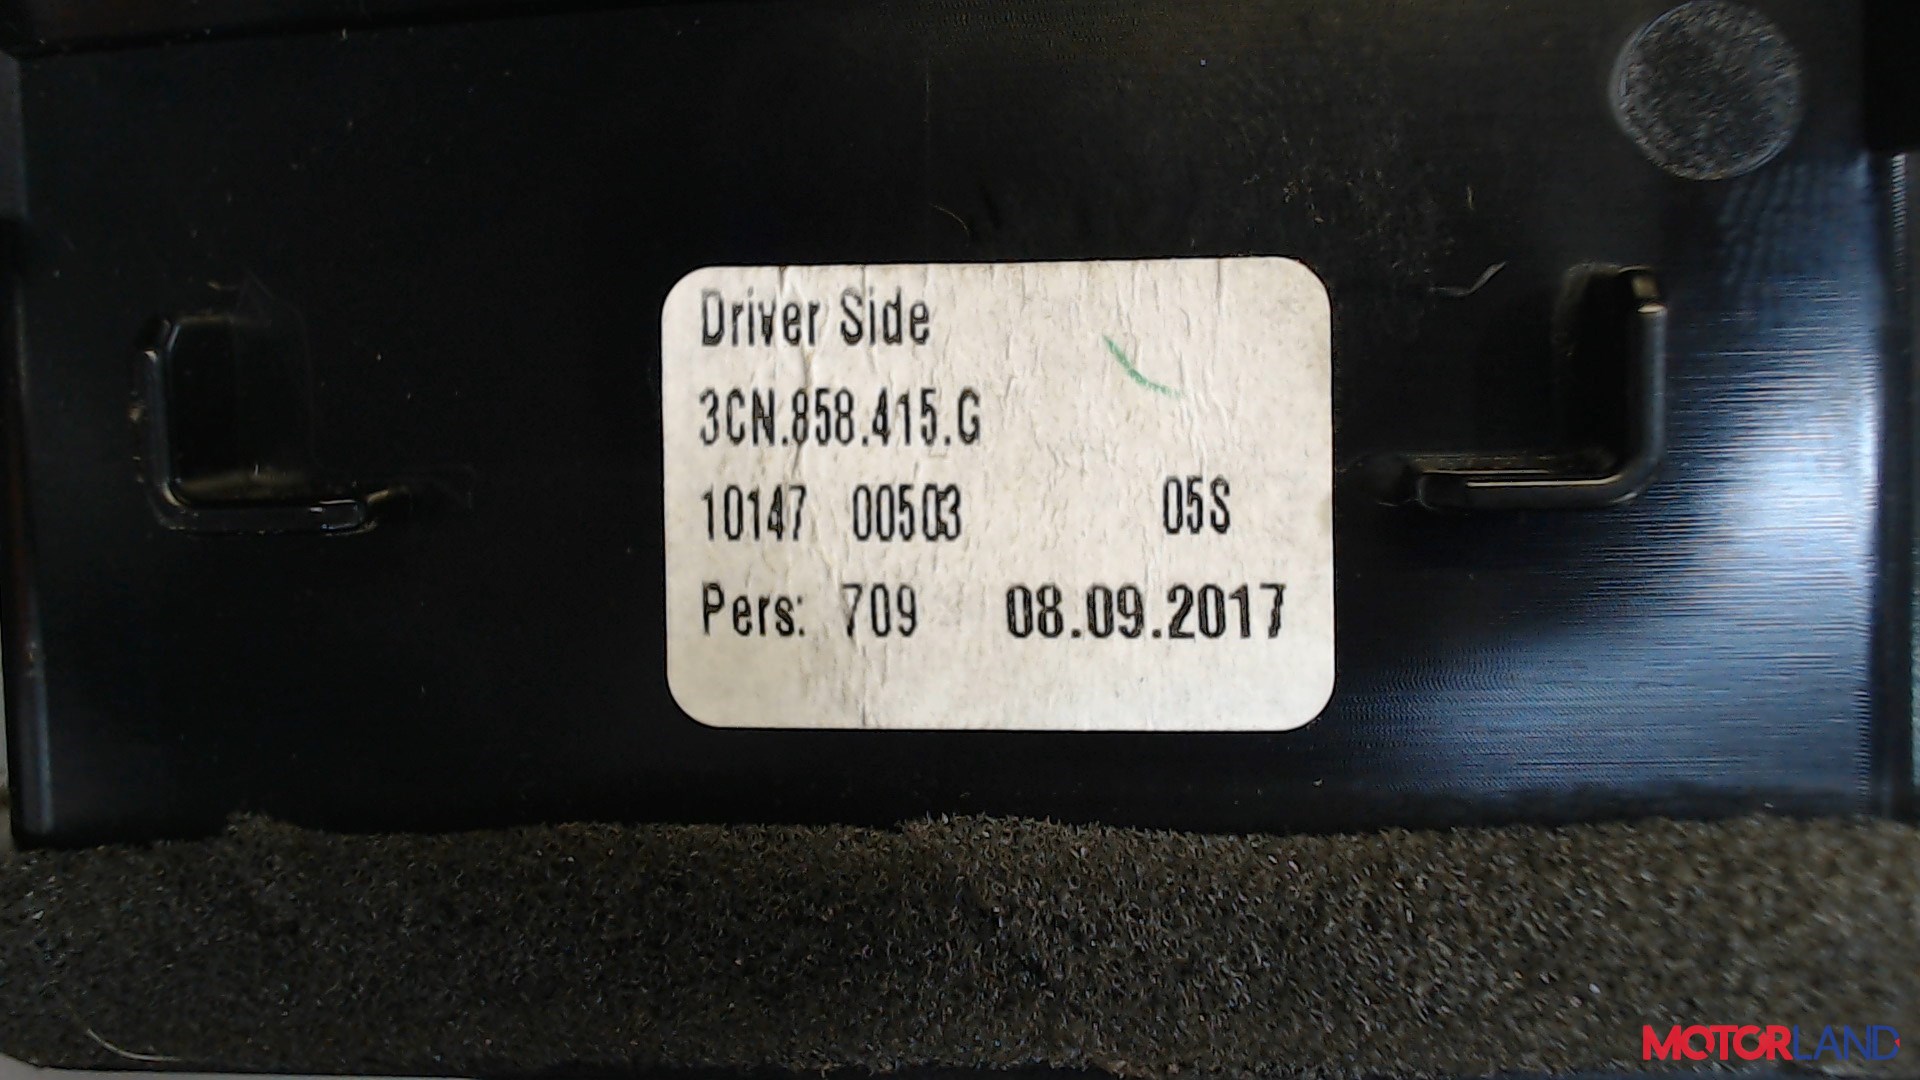 Driver Side
3CN.858.415.G
10147 00503 05S
Pers: 709 08.09.2017
MOTORLAND